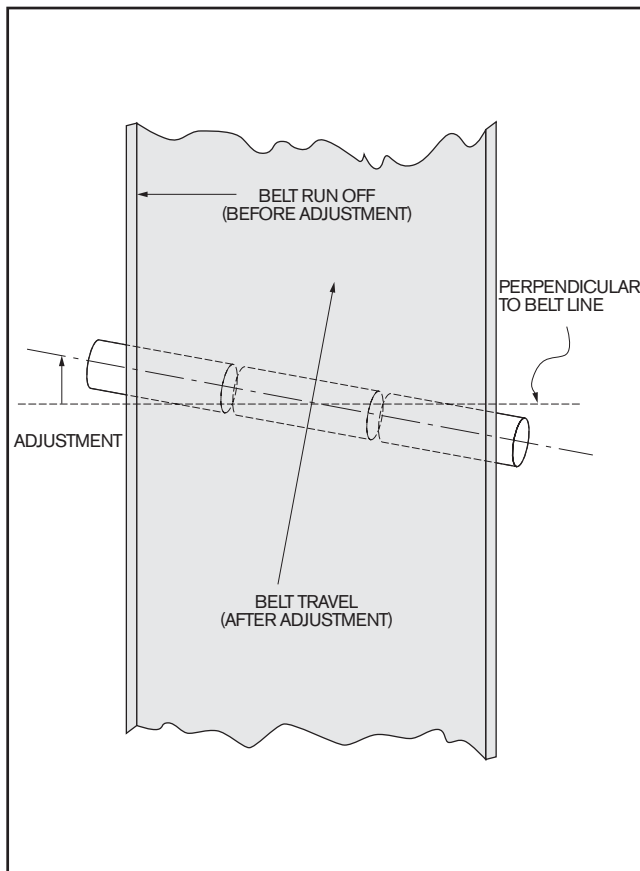 BELT RUN OFF
(BEFORE ADJUSTMENT)
PERPENDICULAR
TO BELT LINE
ADJUSTMENT
BELT TRAVEL
(AFTER ADJUSTMENT)